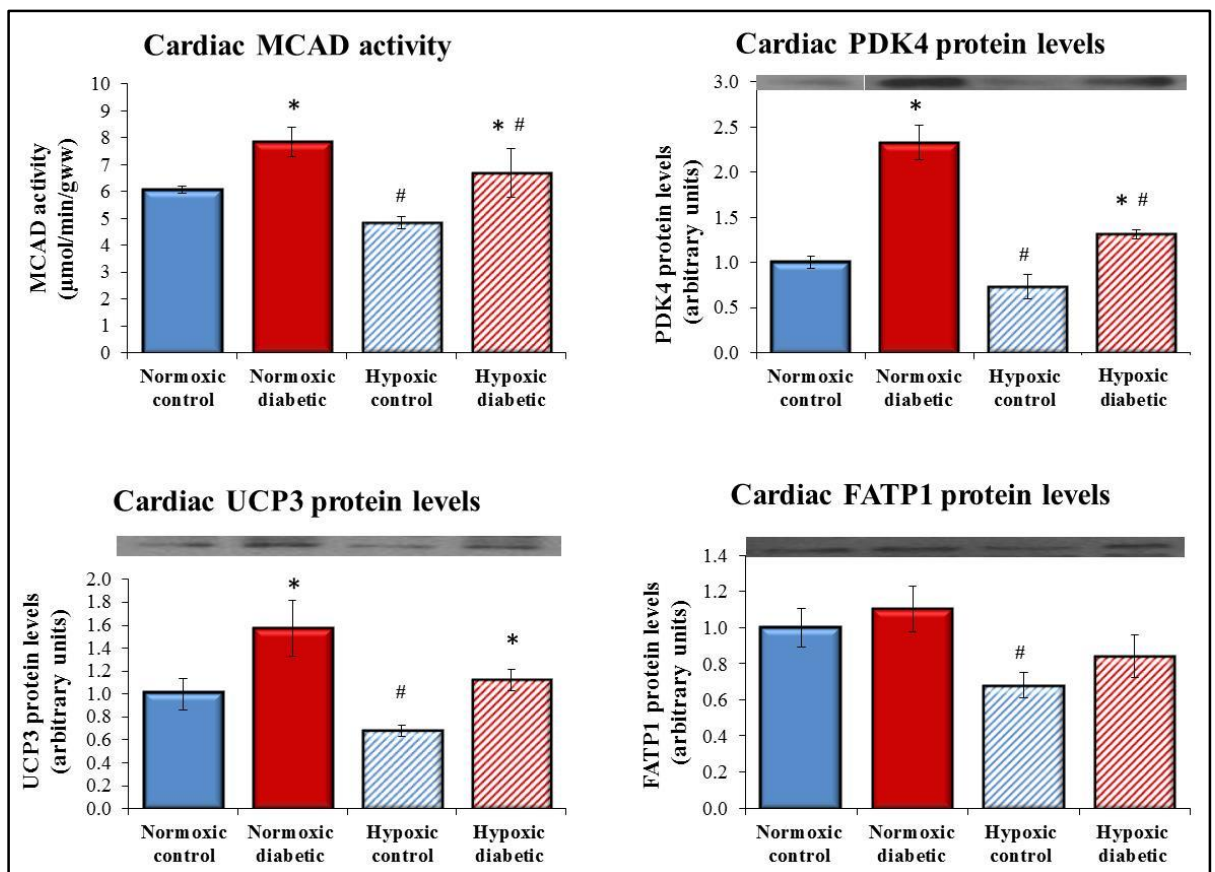 Cardiac MCAD activity
MCAD activity
(µmol/min/gww)
10
9
8
7
6
5
4
3
2
1
0
*
#
* #
Normoxic control
Normoxic diabetic
Hypoxic control
Hypoxic diabetic
Cardiac PDK4 protein levels
PDK4 protein levels
(arbitrary units)
3.0
2.5
2.0
1.5
1.0
0.5
0.0
*
#
* #
Normoxic control
Normoxic diabetic
Hypoxic control
Hypoxic diabetic
Cardiac UCP3 protein levels
UCP3 protein levels
(arbitrary units)
2.0
1.8
1.6
1.4
1.2
1.0
0.8
0.6
0.4
0.2
0.0
*
#
*
Normoxic control
Normoxic diabetic
Hypoxic control
Hypoxic diabetic
Cardiac FATP1 protein levels
FATP1 protein levels
(arbitrary units)
1.4
1.2
1.0
0.8
0.6
0.4
0.2
0.0
#
Normoxic control
Normoxic diabetic
Hypoxic control
Hypoxic diabetic